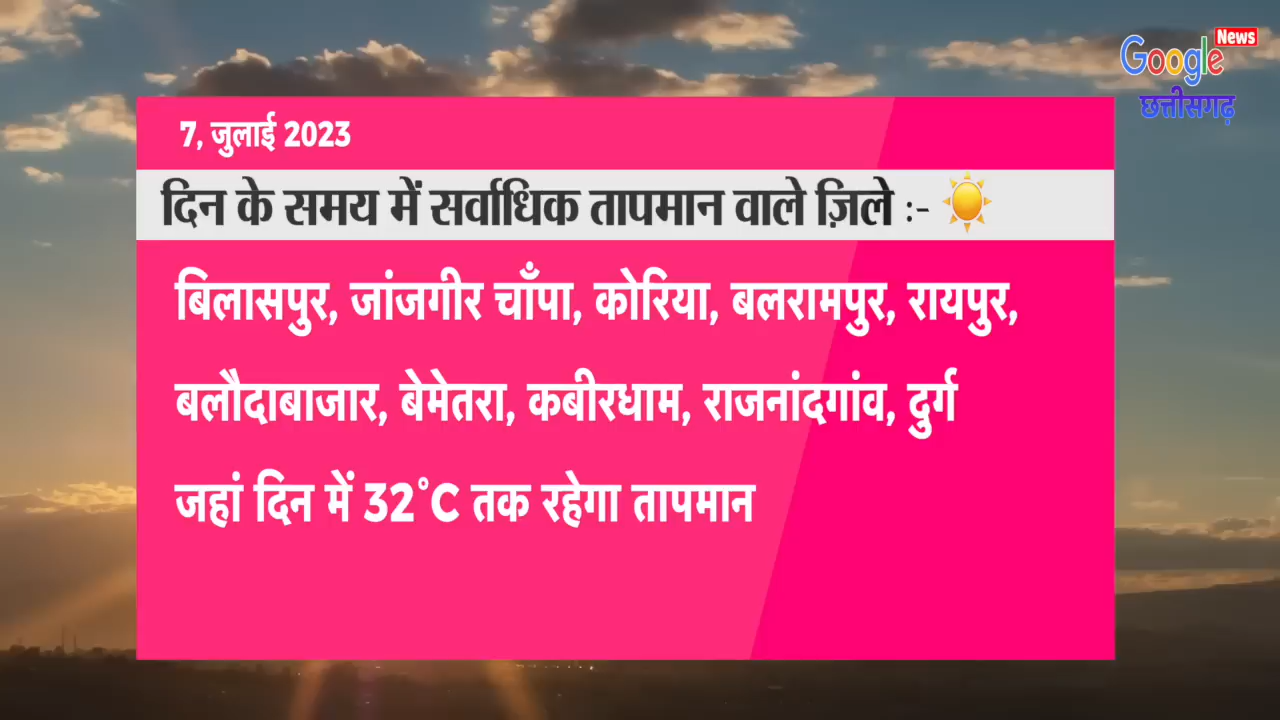 Google News
छत्तीसगढ़
7, जुलाई 2023
दिन के समय में सर्वाधिक तापमान वाले ज़िले :-
बिलासपुर, जांजगीर चाँपा, कोरिया, बलरामपुर, रायपुर,
बलौदाबाजार, बेमेतरा, कबीरधाम, राजनांदगांव, दुर्ग
जहां दिन में 32°C तक रहेगा तापमान